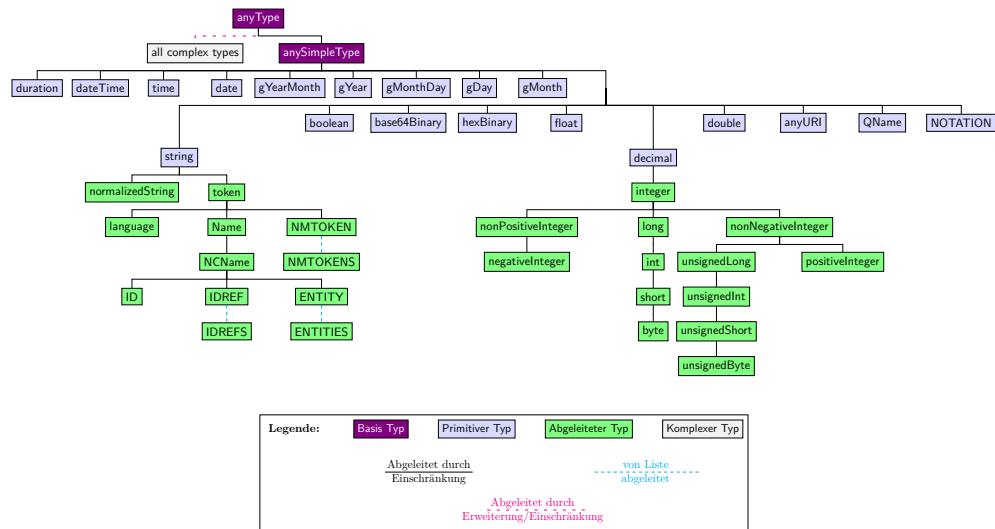 anyType
all complex types anySimpleType
duration dateTime time date gYearMonth gYear gMonthDay gDay gMonth
boolean base64Binary hexBinary float double anyURI QName NOTATION
string decimal
normalizedString token integer
language Name NMTOKEN nonPositiveInteger long nonNegativeInteger
NCName NMTOKENS negativeInteger int unsignedLong positiveInteger
ID IDREF ENTITY short unsignedInt
IDREFS ENTITIES byte unsignedShort
unsignedByte
Legende: Basis Typ Primitiver Typ Abgeleiteter Typ Komplexer Typ
Abgeleitet durch von Liste
Einschränkung abgeleitet
Abgeleitet durch
Erweiterung/Einschränkung